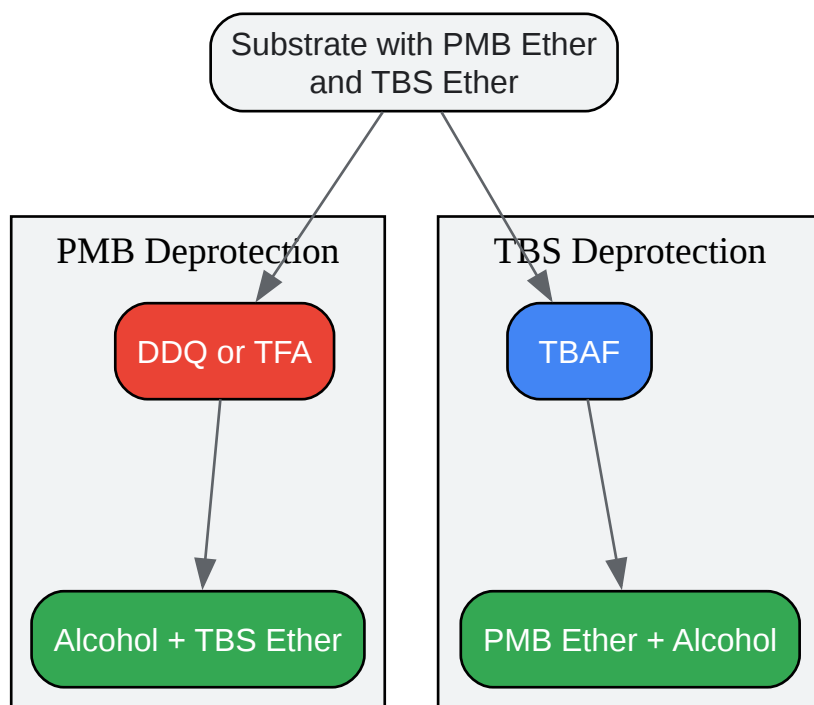 Substrate with PMB Ether
and TBS Ether
PMB Deprotection
TBS Deprotection
DDQ or TFA
TBAF
Alcohol + TBS Ether
PMB Ether + Alcohol